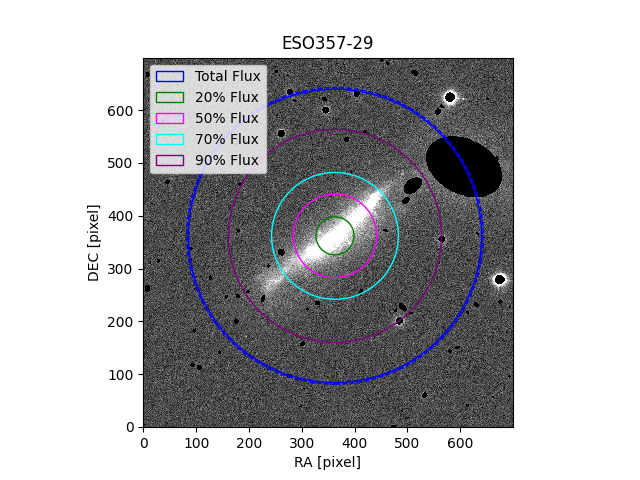 ESO357-29
Total Flux
20% Flux
50% Flux
70% Flux
90% Flux
DEC [pixel]
600
500
400
300
200
100
0
0 100 200 300 400 500 600
RA [pixel]